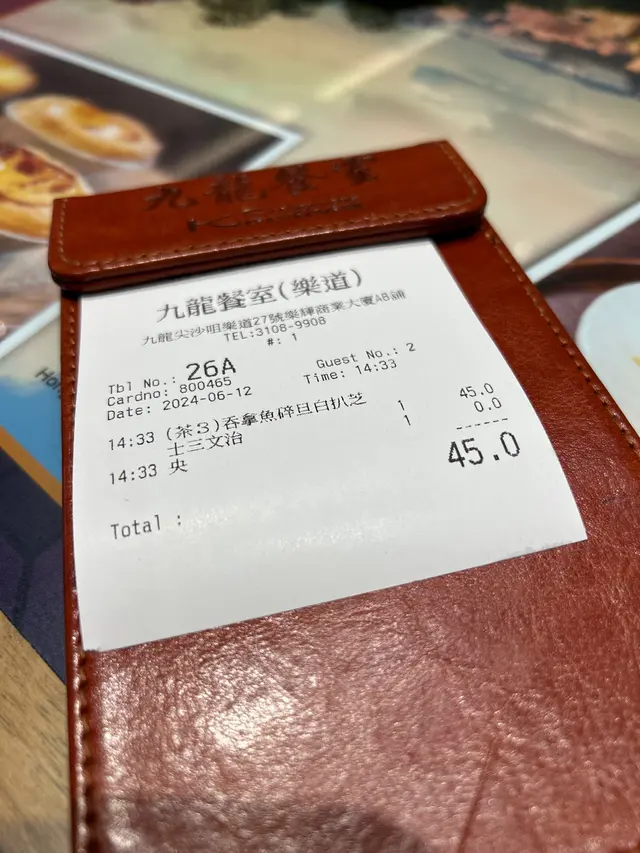 九龍餐室
九龍餐室(樂道)
九龍尖沙咀樂道27號樂輝商業大廈AB舖
TEL:3108-9908
#: 1
Tbl No.: 26A Guest No.: 2
Cardno: 800465 Time: 14:33
Date: 2024-06-12
14:33 (茶3)吞拿魚碎旦白扒芝 1 45.0
士三文治
14:33 央 1 0.0
------
Total : 45.0